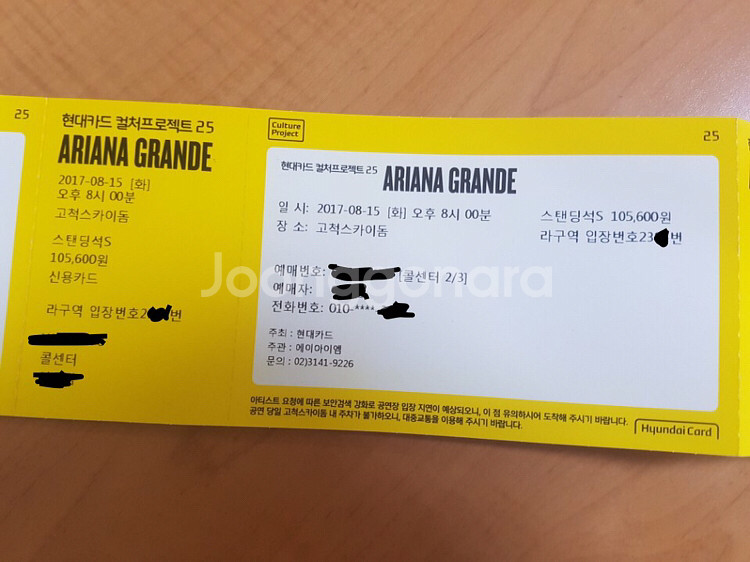 25
현대카드 컬처프로젝트 25
ARIANA GRANDE
2017-08-15 [화]
오후 8시 00분
고척스카이돔
스탠딩석S
105,600원
신용카드
라구역 입장번호2 번
콜센터
Culture
Project
25
현대카드 컬처프로젝트 25
ARIANA GRANDE
일 시: 2017-08-15 [화] 오후 8시 00분
장 소: 고척스카이돔
스탠딩석S 105,600원
라구역 입장번호23 번
예매번호: [콜센터 2/3]
예매자:
전화번호: 010-****-
주최 : 현대카드
주관 : 에이아이엠
문의 : 02)3141-9226
아티스트 요청에 따른 보안검색 강화로 공연장 입장 지연이 예상되오니, 이 점 유의하시어 도착해 주시기 바랍니다.
공연 당일 고척스카이돔 내 주차가 불가하오니, 대중교통을 이용해 주시기 바랍니다.
Hyundai Card
Joonggonara